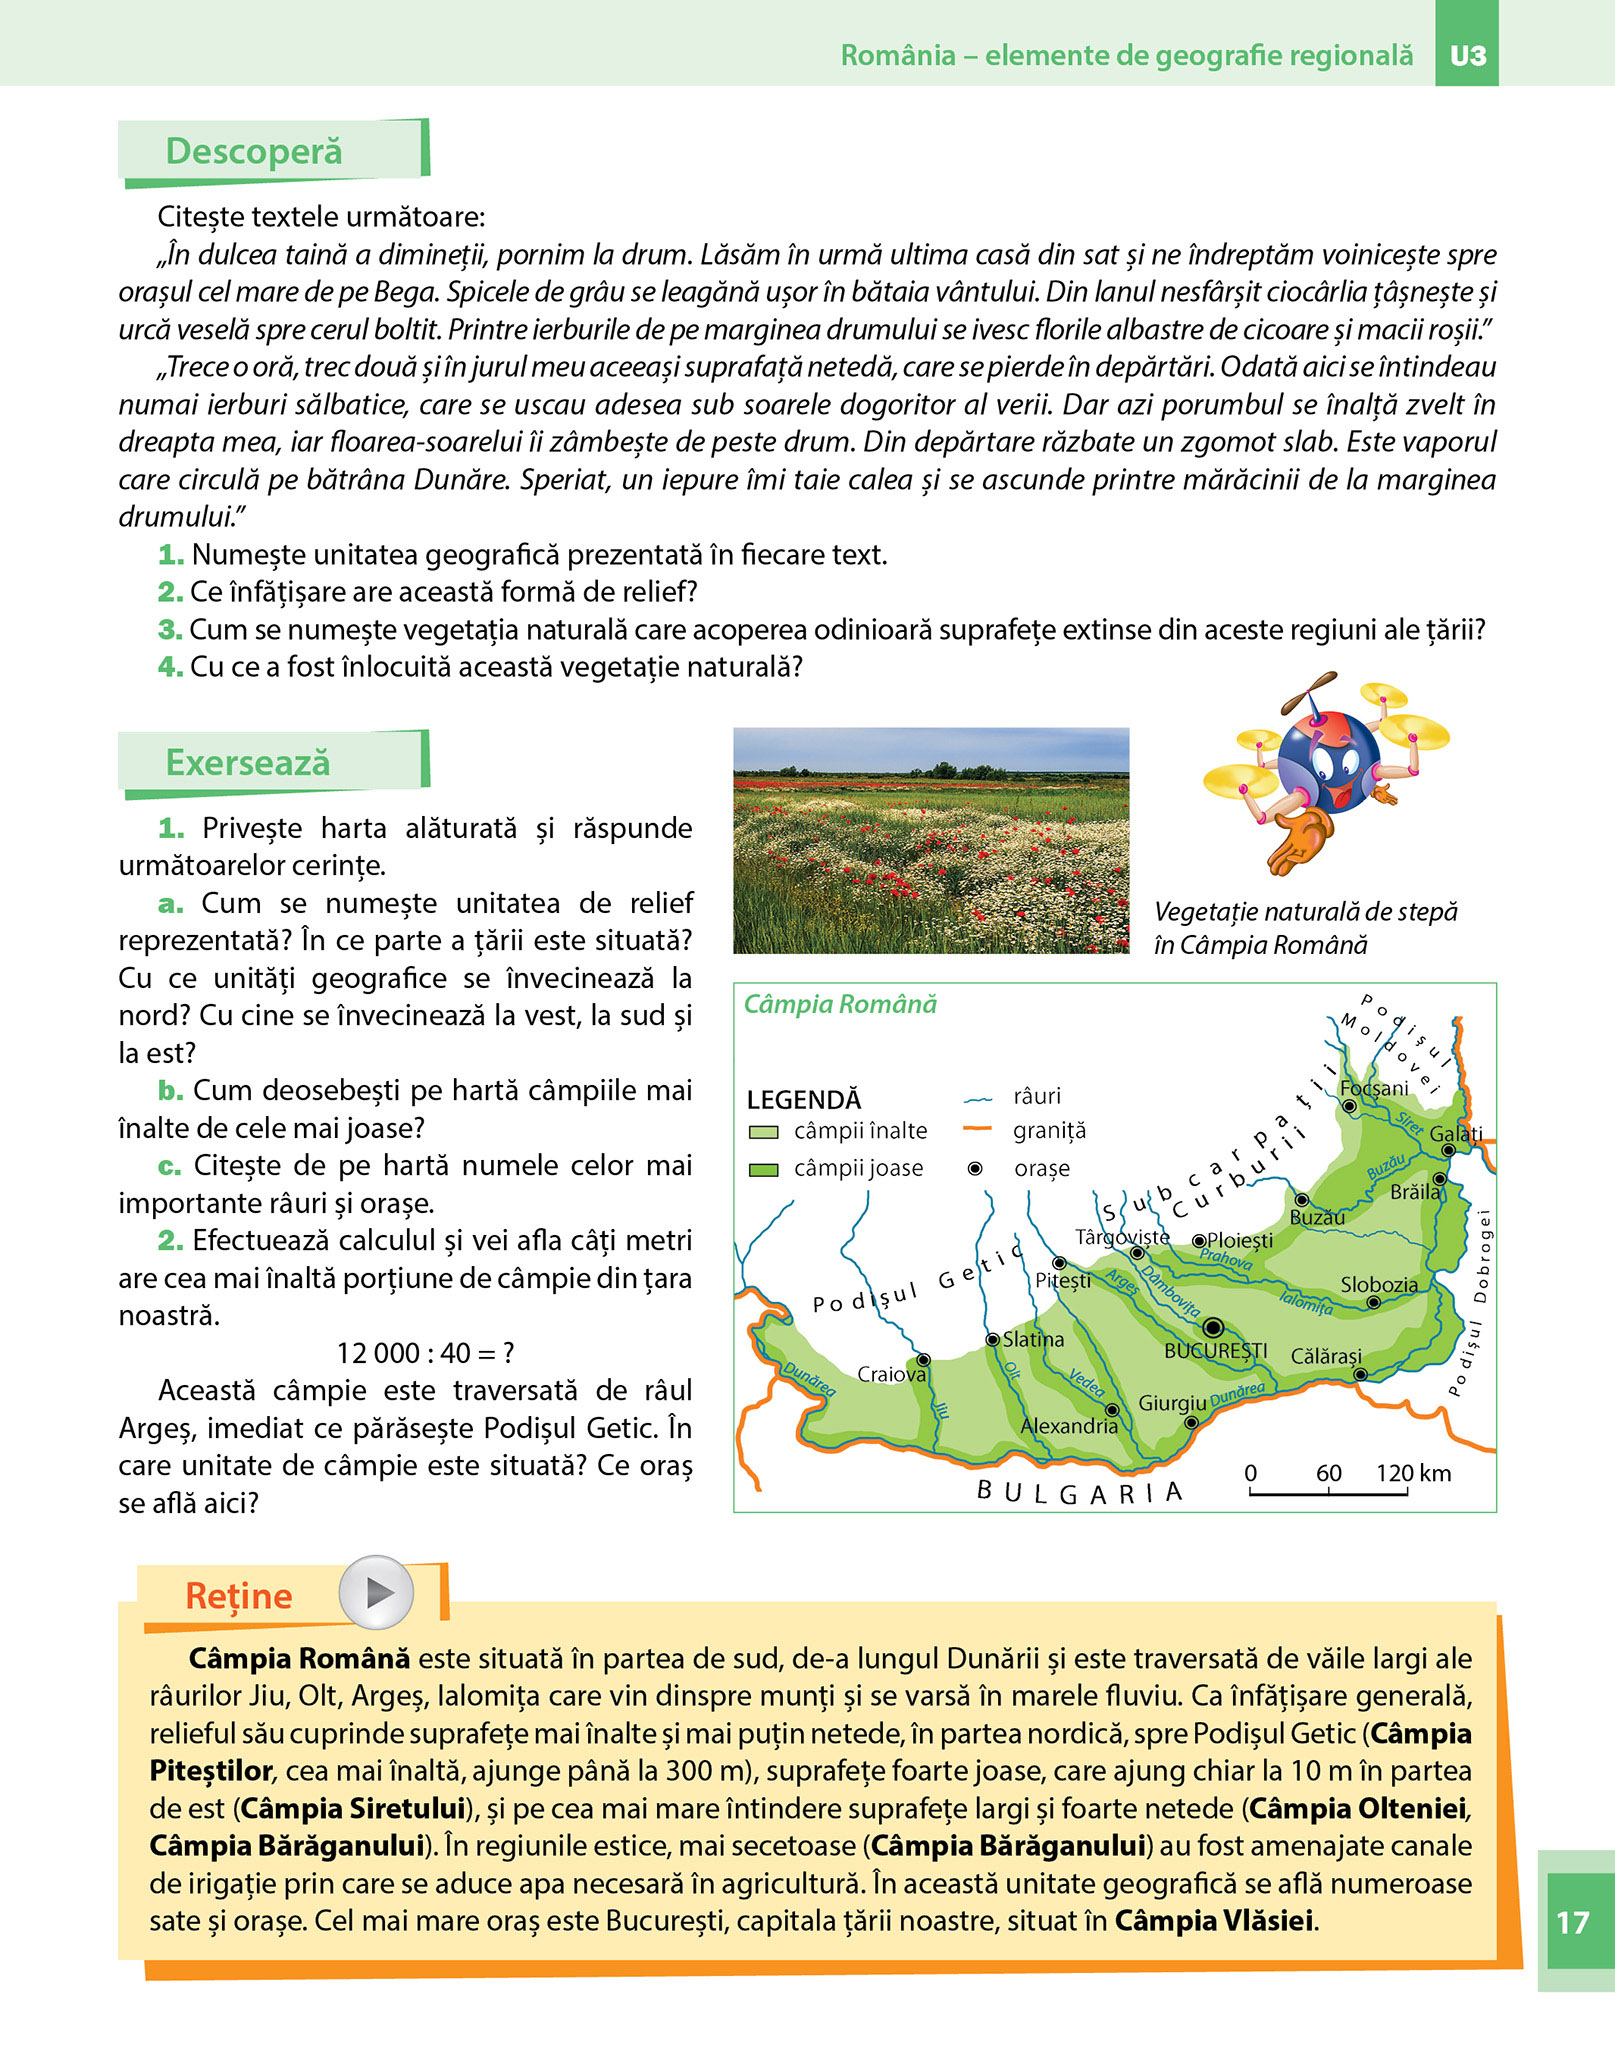 România – elemente de geografie regională U3
Descoperă
Citește textele următoare:
„În dulcea taină a dimineții, pornim la drum. Lăsăm în urmă ultima casă din sat și ne îndreptăm voinicește spre
orașul cel mare de pe Bega. Spicele de grâu se leagănă ușor în bătaia vântului. Din lanul nesfârșit ciocârlia țâșnește și
urcă veselă spre cerul boltit. Printre ierburile de pe marginea drumului se ivesc florile albastre de cicoare și macii roșii.”
„Trece o oră, trec două și în jurul meu aceeași suprafață netedă, care se pierde în depărtări. Odată aici se întindeau
numai ierburi sălbatice, care se uscau adesea sub soarele dogoritor al verii. Dar azi porumbul se înalță zvelt în
dreapta mea, iar floarea-soarelui îi zâmbește de peste drum. Din depărtare răzbate un zgomot slab. Este vaporul
care circulă pe bătrâna Dunăre. Speriat, un iepure îmi taie calea și se ascunde printre mărăcinii de la marginea
drumului.”
1. Numește unitatea geografică prezentată în fiecare text.
2. Ce înfățișare are această formă de relief?
3. Cum se numește vegetația naturală care acoperea odinioară suprafețe extinse din aceste regiuni ale țării?
4. Cu ce a fost înlocuită această vegetație naturală?
Exersează
1. Privește harta alăturată și răspunde
următoarelor cerințe.
a. Cum se numește unitatea de relief
reprezentată? În ce parte a țării este situată?
Cu ce unități geografice se învecinează la
nord? Cu cine se învecinează la vest, la sud și
la est?
b. Cum deosebești pe hartă câmpiile mai
înalte de cele mai joase?
c. Citește de pe hartă numele celor mai
importante râuri și orașe.
2. Efectuează calculul și vei afla câți metri
are cea mai înaltă porțiune de câmpie din țara
noastră.
12 000 : 40 = ?
Această câmpie este traversată de râul
Argeș, imediat ce părăsește Podișul Getic. În
care unitate de câmpie este situată? Ce oraș
se află aici?
Vegetație naturală de stepă
în Câmpia Română
Câmpia Română
LEGENDĂ
câmpii înalte
câmpii joase
râuri
graniță
orașe
Podișul
Moldovei
Focșani
Siret
Galați
Buzău
Brăila
Subcarpații
Curburii
Buzău
Târgoviște
Ploiești
Prahova
Podișul Getic
Pitești
Argeș
Dâmbovița
Ialomița
Slobozia
Podișul Dobrogei
Slatina
BUCUREȘTI
Călărași
Craiova
Dunărea
Olt
Vedea
Jiu
Alexandria
Giurgiu
Dunărea
BULGARIA
0 60 120 km
Reține
Câmpia Română este situată în partea de sud, de-a lungul Dunării și este traversată de văile largi ale
râurilor Jiu, Olt, Argeș, Ialomița care vin dinspre munți și se varsă în marele fluviu. Ca înfățișare generală,
relieful său cuprinde suprafețe mai înalte și mai puțin netede, în partea nordică, spre Podișul Getic (Câmpia
Piteștilor, cea mai înaltă, ajunge până la 300 m), suprafețe foarte joase, care ajung chiar la 10 m în partea
de est (Câmpia Siretului), și pe cea mai mare întindere suprafețe largi și foarte netede (Câmpia Olteniei,
Câmpia Bărăganului). În regiunile estice, mai secetoase (Câmpia Bărăganului) au fost amenajate canale
de irigație prin care se aduce apa necesară în agricultură. În această unitate geografică se află numeroase
sate și orașe. Cel mai mare oraș este București, capitala țării noastre, situat în Câmpia Vlăsiei.
17